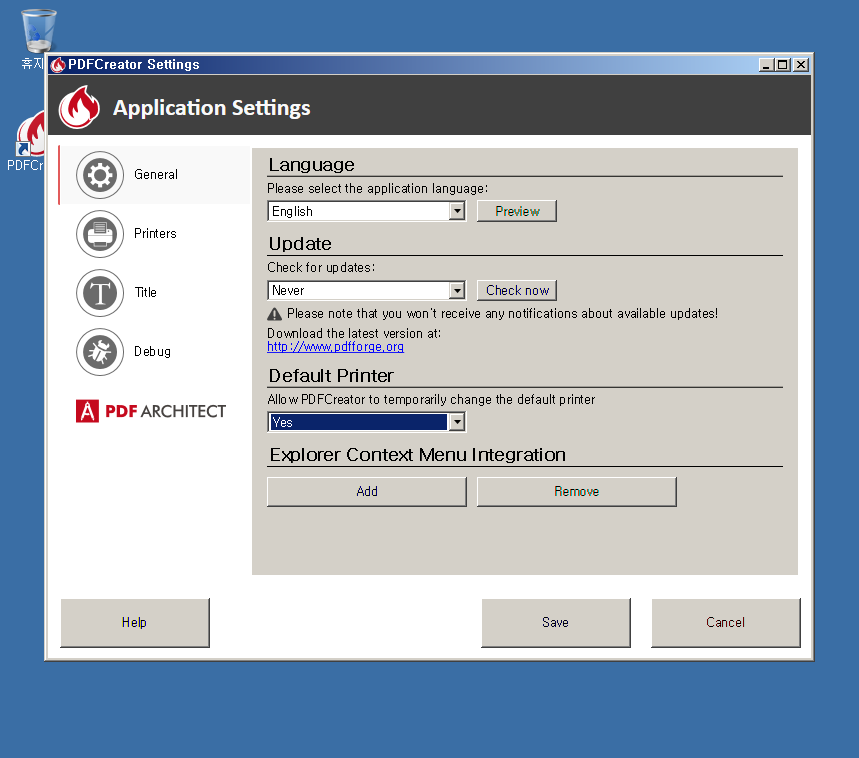 PDFCreator Settings
Application Settings
General
Printers
Title
Debug
PDF ARCHITECT
Language
Please select the application language:
English
Preview
Update
Check for updates:
Never
Check now
Please note that you won't receive any notifications about available updates!
Download the latest version at:
http://www.pdfforge.org
Default Printer
Allow PDFCreator to temporarily change the default printer
Yes
Explorer Context Menu Integration
Add
Remove
Help
Save
Cancel